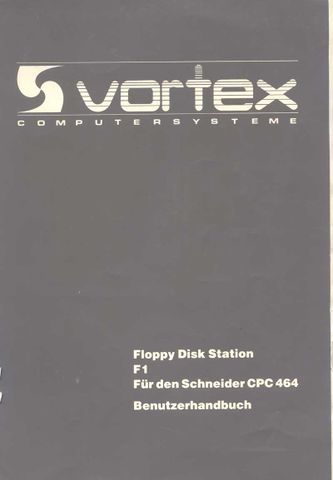 vortex
COMPUTERSYSTEME
Floppy Disk Station
F1
Für den Schneider CPC 464
Benutzerhandbuch